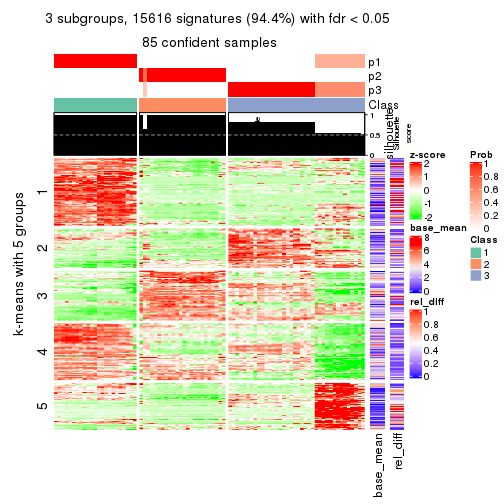 3 subgroups, 15616 signatures (94.4%) with fdr < 0.05
85 confident samples
p1
p2
p3
Class
1
0.5
0
silhouette
Silhouette
score
k-means with 5 groups
1
2
3
4
5
z-score
2
1
0
-1
-2
base_mean
8
6
4
2
0
rel_diff
1
0.8
0.6
0.4
0.2
0
Prob
1
0.8
0.6
0.4
0.2
0
Class
1
2
3
base_mean
rel_diff